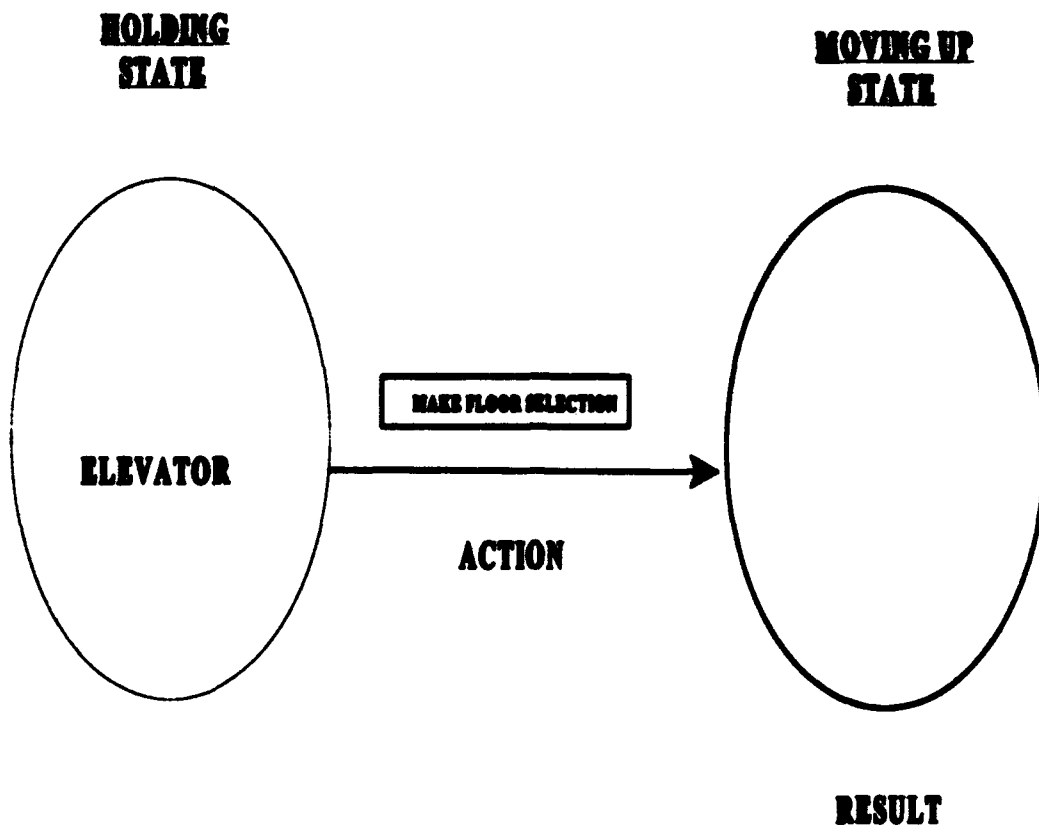 HOLDING
STATE
MOVING UP
STATE
MAKE FLOOR SELECTION
ELEVATOR
ACTION
RESULT